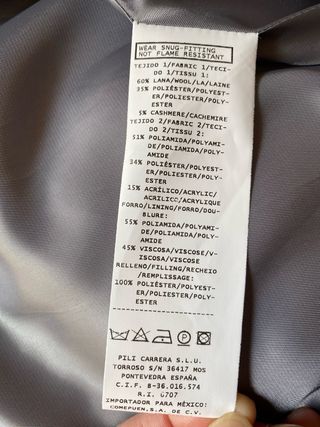 WEAR SNUG-FITTING
NOT FLAME RESISTANT
TEJIDO 1/FABRIC 1/TECI-
DO 1/TISSU 1:
60% LANA/WOOL/LA/LAINE
35% POLIÉSTER/POLYEST-
ER/POLIESTER/POLY-
ESTER
5% CASHMERE/CACHEMIRE
TEJIDO 2/FABRIC 2/TECI-
DO 2/TISSU 2:
51% POLIAMIDA/POLYAMI-
DE/POLIAMIDA/POLY-
AMIDE
34% POLIÉSTER/POLYEST-
ER/POLIÉSTER/POLY-
ESTER
15% ACRÍLICO/ACRYLIC/
ACRÍLICO/ACRYLIQUE
FORRO/LINING/FORRO/DOU-
BLURE:
55% POLIAMIDA/POLYAMI-
DE/POLIAMIDA/POLY-
AMIDE
45% VISCOSA/VISCOSE/V-
ISCOSA/VISCOSE
RELLENO/FILLING/RECHEIO
/REMPLISSAGE:
100% POLIÉSTER/POLYEST-
ER/POLIÉSTER/POLY-
ESTER
PILI CARRERA S.L.U.
TORROSO S/N 36417 MOS
PONTEVEDRA ESPAÑA
C.I.F. B-36.016.574
R.I. 0707
IMPORTADOR PARA MÉXICO:
COMEPUEN,S.A. DE C.V.